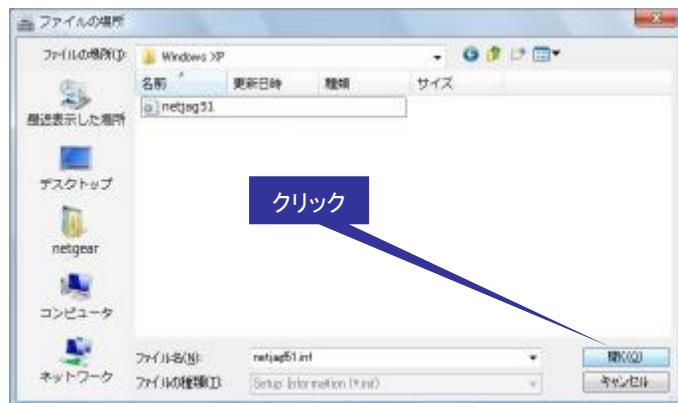 ファイルの場所
ファイルの場所(I): Windows XP
名前 更新日時 種類 サイズ
netjag51
最近表示した場所
デスクトップ
クリック
netgear
コンピュータ
ネットワーク
ファイル名(N): netjag51.inf 開く(O)
ファイルの種類(T): Setup Information (*.inf) キャンセル